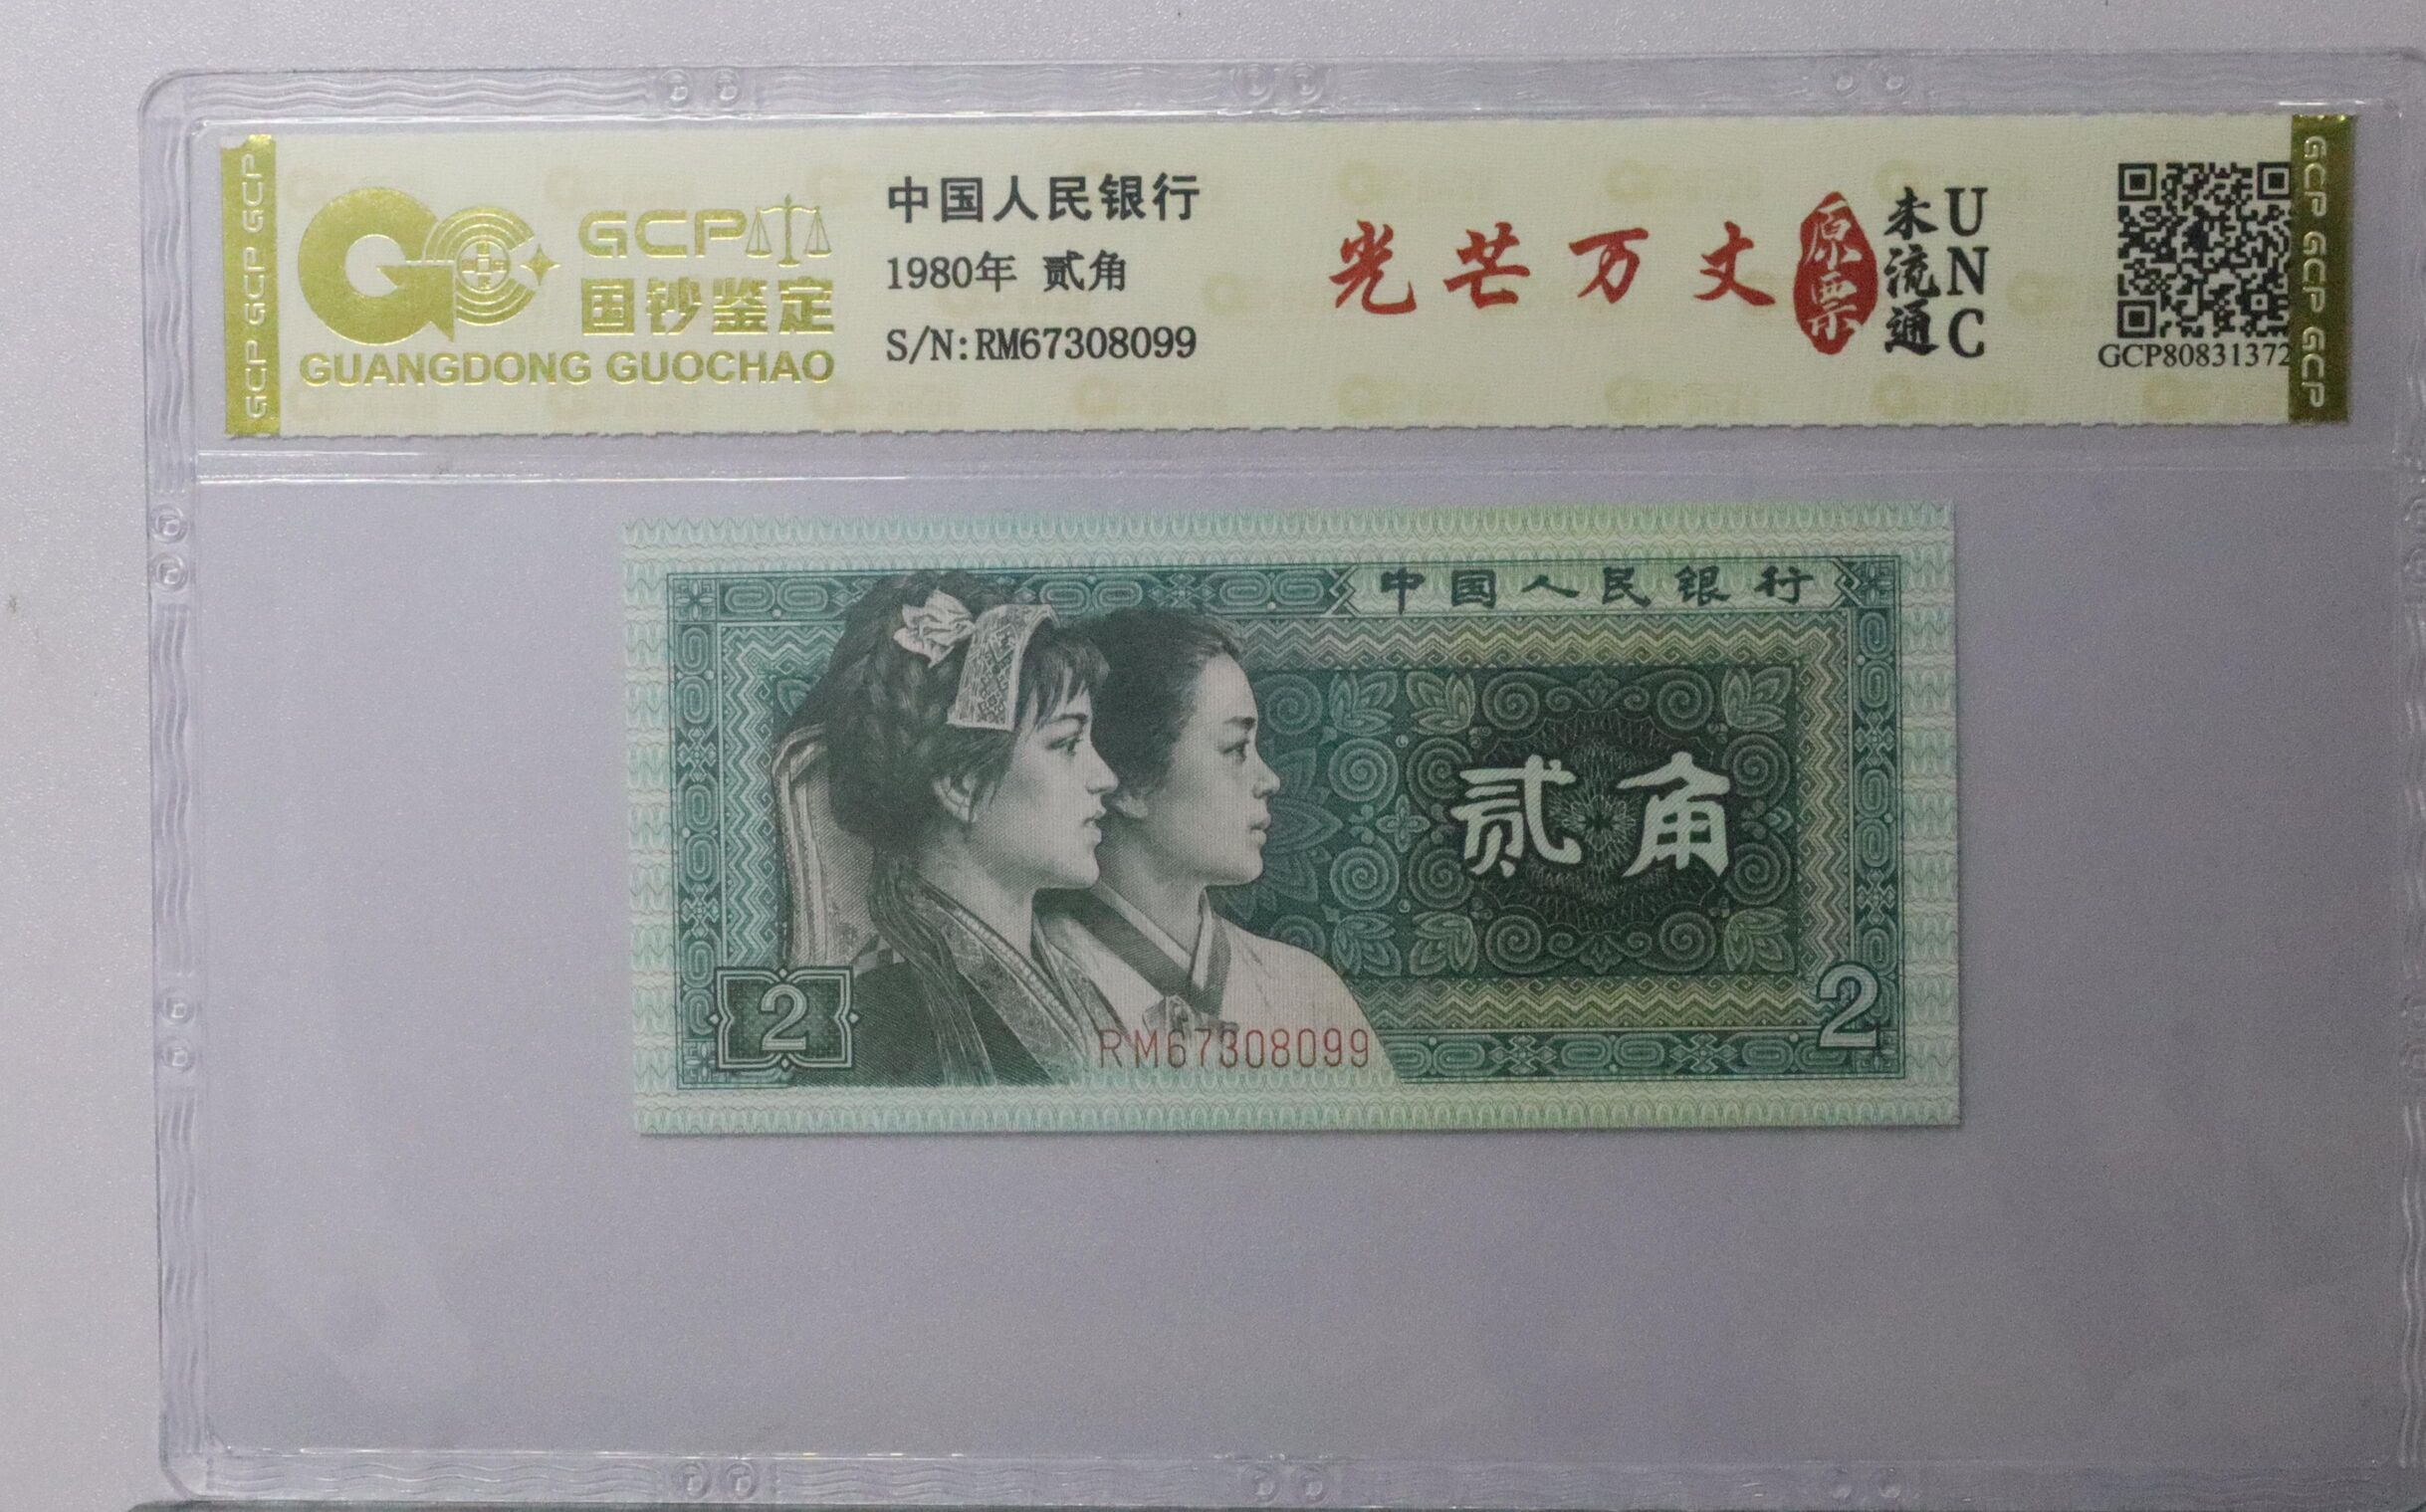 GCP GCP GCP
GCP
国钞鉴定
GUANGDONG GUOCHAO
中国人民银行
1980年 贰角
S/N:RM67308099
光芒万丈
原票
未流通
UNC
GCP80831372
GCP GCP GCP
中国人民银行
贰角
2
2
RM67308099